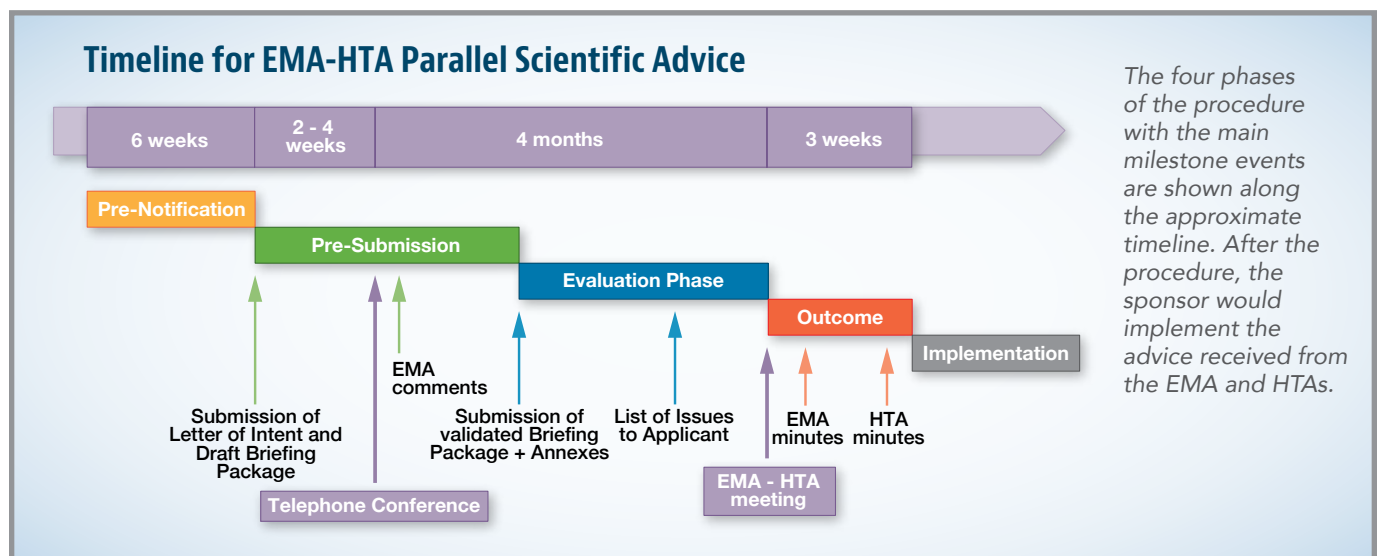 Timeline for EMA-HTA Parallel Scientific Advice
6 weeks
2 - 4
weeks
4 months
3 weeks
Pre-Notification
Pre-Submission
Evaluation Phase
Outcome
Implementation
Submission of
Letter of Intent and
Draft Briefing
Package
Telephone Conference
EMA
comments
Submission of
validated Briefing
Package + Annexes
List of Issues
to Applicant
EMA - HTA
meeting
EMA
minutes
HTA
minutes
The four phases
of the procedure
with the main
milestone events
are shown along
the approximate
timeline. After the
procedure, the
sponsor would
implement the
advice received from
the EMA and HTAs.